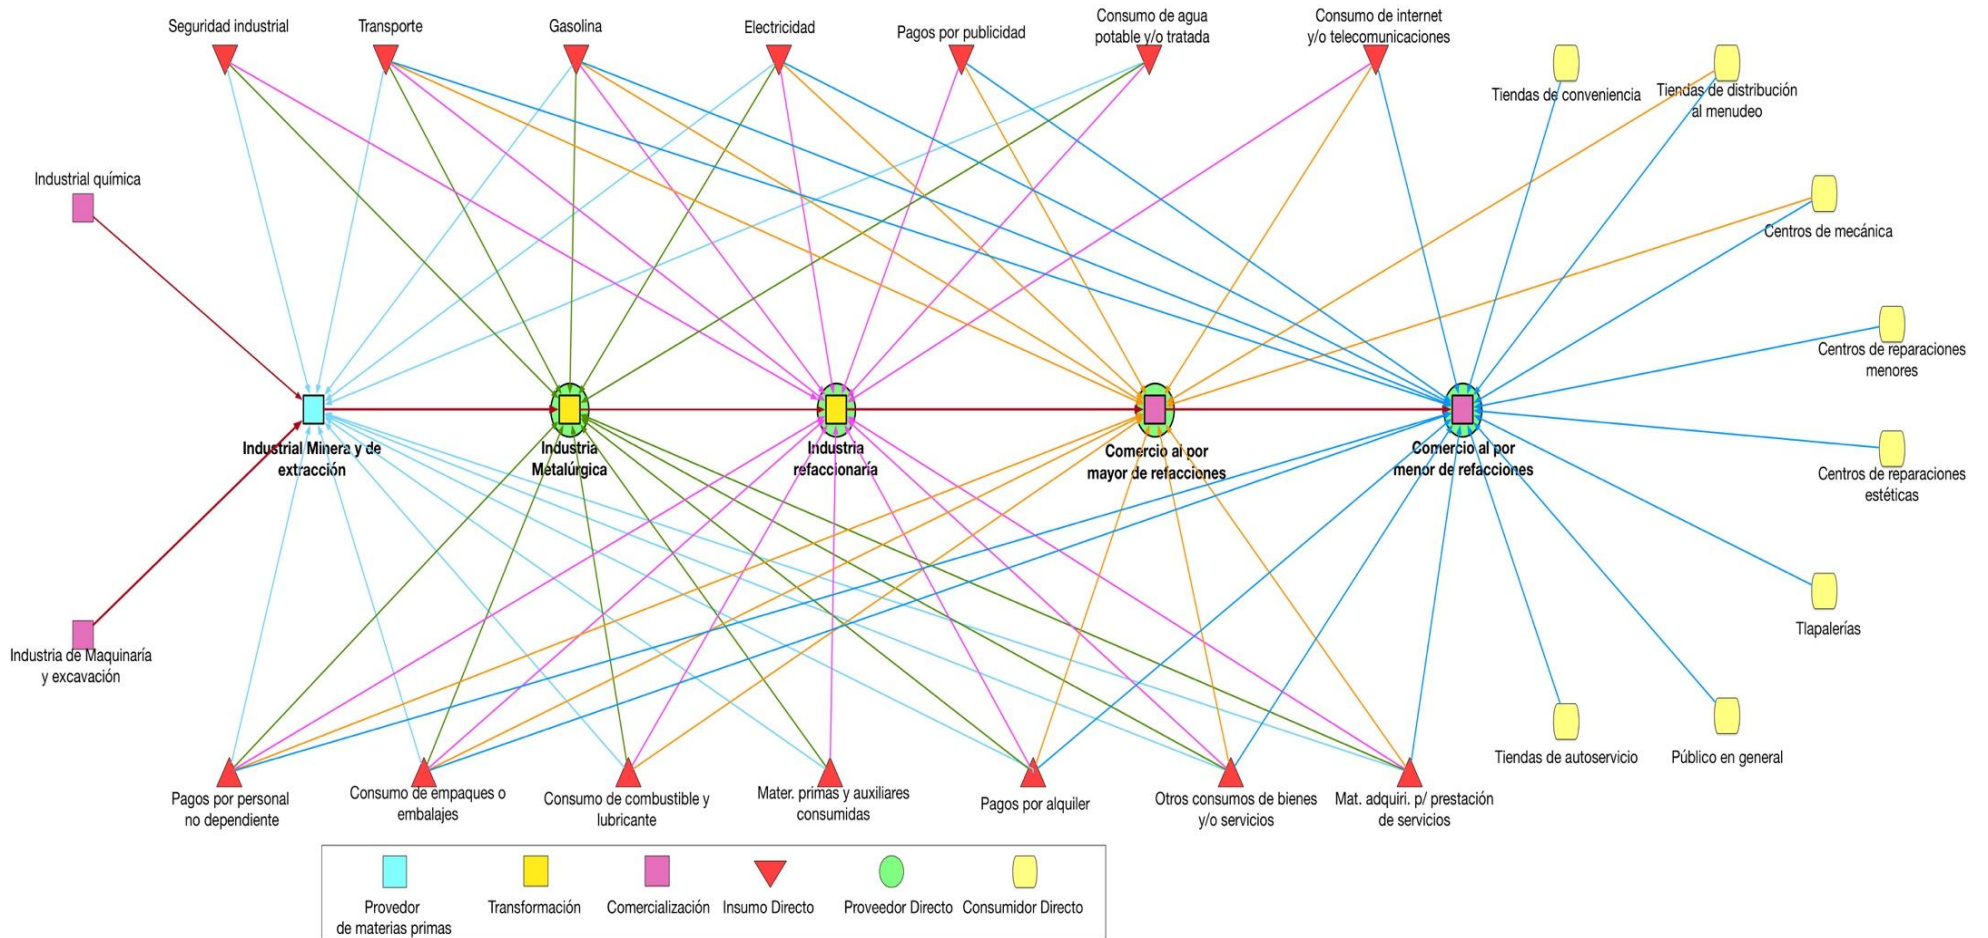 Seguridad industrial
Transporte
Gasolina
Electricidad
Pagos por publicidad
Consumo de agua
potable y/o tratada
Consumo de internet
y/o telecomunicaciones
Tiendas de conveniencia
Tiendas de distribución
al menudeo
Industrial química
Centros de mecánica
Centros de reparaciones
menores
Industrial Minera y de
extracción
Industria
Metalúrgica
Industria
refaccionaría
Comercio al por
mayor de refacciones
Comercio al por
menor de refacciones
Centros de reparaciones
estéticas
Industria de Maquinaría
y excavación
Tlapalerías
Tiendas de autoservicio
Público en general
Pagos por personal
no dependiente
Consumo de empaques o
embalajes
Consumo de combustible y
lubricante
Mater. primas y auxiliares
consumidas
Pagos por alquiler
Otros consumos de bienes
y/o servicios
Mat. adquiri. p/ prestación
de servicios
Provedor
de materias primas
Transformación
Comercialización
Insumo Directo
Proveedor Directo
Consumidor Directo